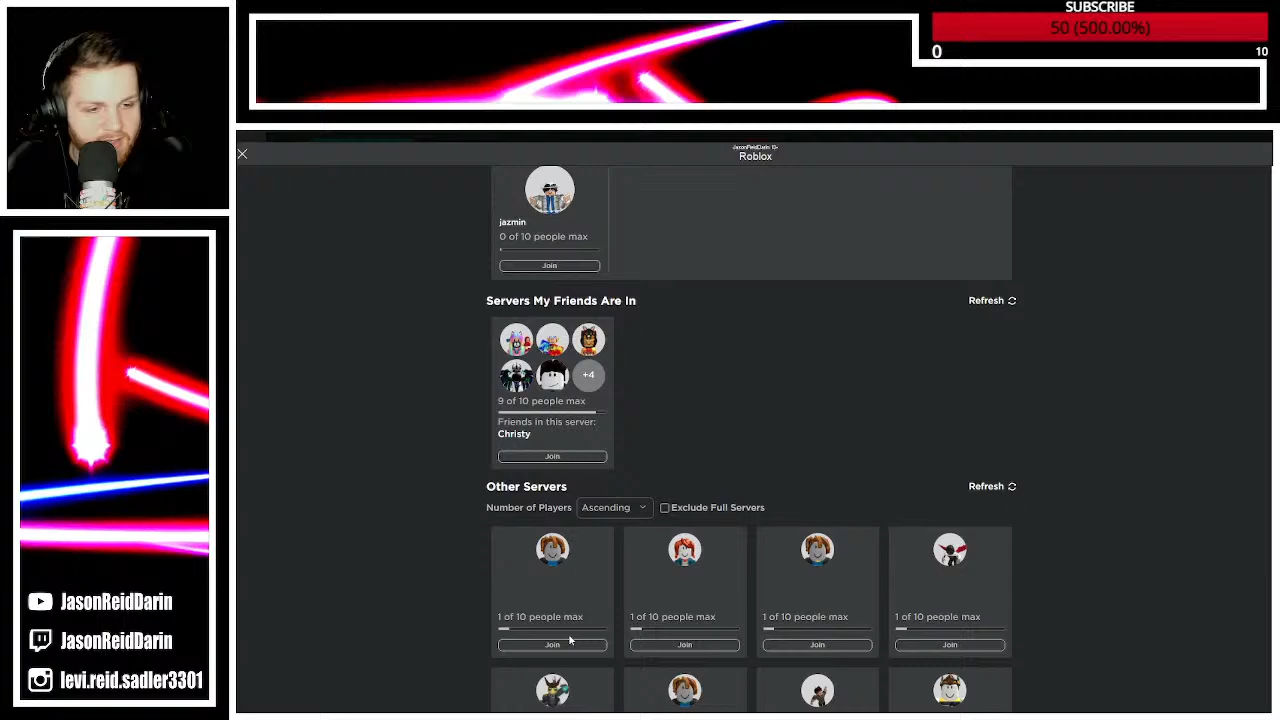 SUBSCRIBE
50 (500.00%)
0
10
JasonReidDarin 13+
Roblox
jazmin
0 of 10 people max
Join
Servers My Friends Are In
Refresh
+4
9 of 10 people max
Friends in this server:
Christy
Join
Other Servers
Refresh
Number of Players
Ascending
Exclude Full Servers
1 of 10 people max
1 of 10 people max
1 of 10 people max
1 of 10 people max
Join
Join
Join
Join
JasonReidDarin
JasonReidDarin
levi.reid.sadler3301